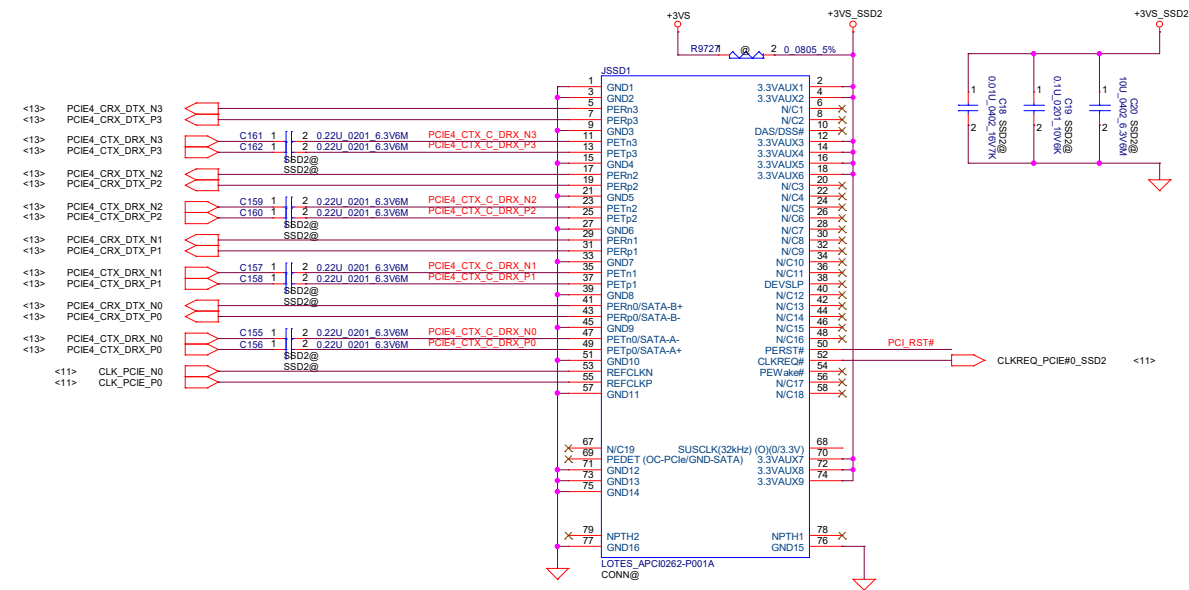 +3VS
+3VS_SSD2
+3VS_SSD2
R9727 1 @ 2 0_0805_5%
JSSD1
1 GND1 3.3VAUX1 2
3 GND2 3.3VAUX2 4
<13> PCIE4_CRX_DTX_N3 5 PERn3 N/C1 6
<13> PCIE4_CRX_DTX_P3 7 PERp3 N/C2 8
9 GND3 DAS/DSS# 10
<13> PCIE4_CTX_DRX_N3 C161 1 2 0.22U_0201_6.3V6M PCIE4_CTX_C_DRX_N3 11 PETn3 3.3VAUX3 12
<13> PCIE4_CTX_DRX_P3 C162 1 2 0.22U_0201_6.3V6M PCIE4_CTX_C_DRX_P3 13 PETp3 3.3VAUX4 14
SSD2@
SSD2@
15 GND4 3.3VAUX5 16
<13> PCIE4_CRX_DTX_N2 17 PERn2 3.3VAUX6 18
<13> PCIE4_CRX_DTX_P2 19 PERp2 N/C3 20
21 GND5 N/C4 22
<13> PCIE4_CTX_DRX_N2 C159 1 2 0.22U_0201_6.3V6M PCIE4_CTX_C_DRX_N2 23 PETn2 N/C5 24
<13> PCIE4_CTX_DRX_P2 C160 1 2 0.22U_0201_6.3V6M PCIE4_CTX_C_DRX_P2 25 PETp2 N/C6 26
SSD2@
SSD2@
27 GND6 N/C7 28
<13> PCIE4_CRX_DTX_N1 29 PERn1 N/C8 30
<13> PCIE4_CRX_DTX_P1 31 PERp1 N/C9 32
33 GND7 N/C10 34
<13> PCIE4_CTX_DRX_N1 C157 1 2 0.22U_0201_6.3V6M PCIE4_CTX_C_DRX_N1 35 PETn1 N/C11 36
<13> PCIE4_CTX_DRX_P1 C158 1 2 0.22U_0201_6.3V6M PCIE4_CTX_C_DRX_P1 37 PETp1 DEVSLP 38
SSD2@
SSD2@
39 GND8 N/C12 40
<13> PCIE4_CRX_DTX_N0 41 PERn0/SATA-B+ N/C13 42
<13> PCIE4_CRX_DTX_P0 43 PERp0/SATA-B- N/C14 44
45 GND9 N/C15 46
<13> PCIE4_CTX_DRX_N0 C155 1 2 0.22U_0201_6.3V6M PCIE4_CTX_C_DRX_N0 47 PETn0/SATA-A- N/C16 48
<13> PCIE4_CTX_DRX_P0 C156 1 2 0.22U_0201_6.3V6M PCIE4_CTX_C_DRX_P0 49 PETp0/SATA-A+ PERST# 50 PCI_RST#
SSD2@
SSD2@
51 GND10 CLKREQ# 52 CLKREQ_PCIE#0_SSD2 <11>
<11> CLK_PCIE_N0 53 REFCLKN PEWake# 54
<11> CLK_PCIE_P0 55 REFCLKP N/C17 56
57 GND11 N/C18 58
67 N/C19 SUSCLK(32kHz) (O)(0/3.3V) 68
69 PEDET (OC-PCIe/GND-SATA) 3.3VAUX7 70
71 GND12 3.3VAUX8 72
73 GND13 3.3VAUX9 74
75 GND14
79 NPTH2 NPTH1 78
77 GND16 GND15 76
LOTES_APCI0262-P001A
CONN@
1 2 C18 SSD2@
0.01U_0402_16V7K
1 2 C19 SSD2@
0.1U_0201_10V6K
1 2 C20 SSD2@
10U_0402_6.3V6M